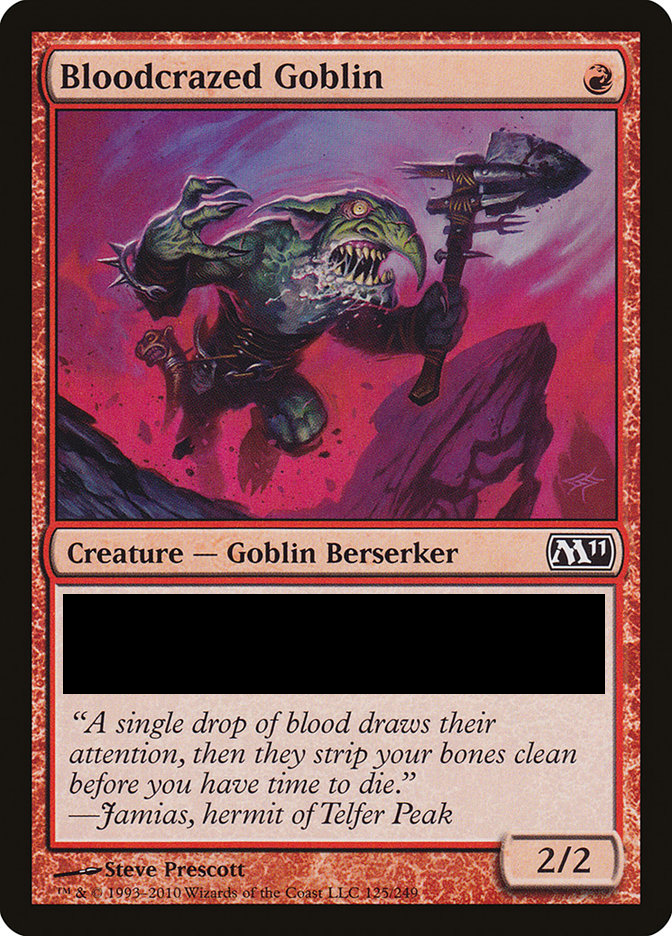 Bloodcrazed Goblin
Creature — Goblin Berserker
M11
“A single drop of blood draws their
attention, then they strip your bones clean
before you have time to die.”
—Jamias, hermit of Telfer Peak
2/2
Steve Prescott
™ & © 1993–2010 Wizards of the Coast LLC 125/249